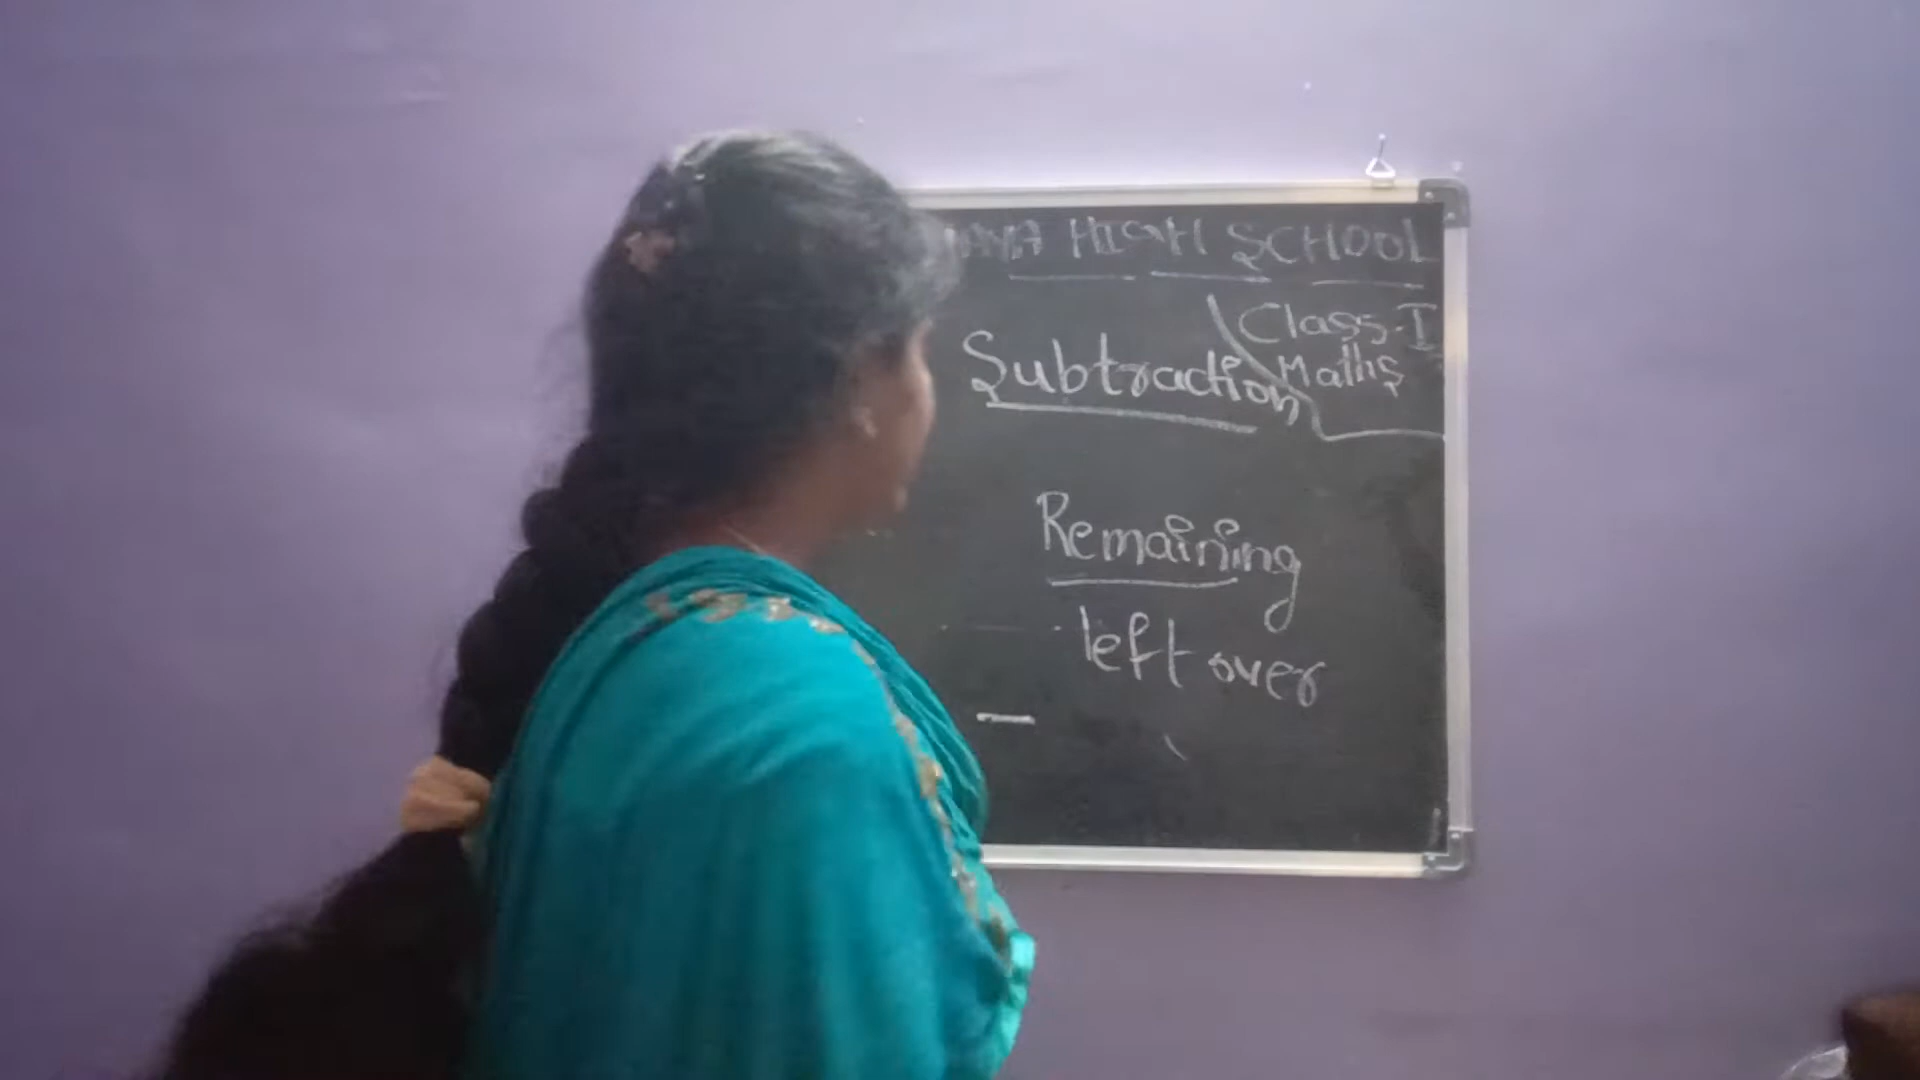 HIGH SCHOOL
Class-I
Maths
Subtraction
Remaining
left over
—